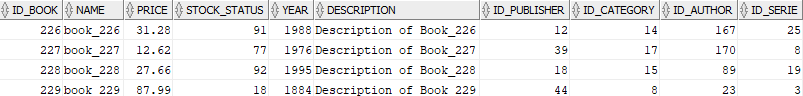 ID_BOOK NAME PRICE STOCK_STATUS YEAR DESCRIPTION ID_PUBLISHER ID_CATEGORY ID_AUTHOR ID_SERIE
226 book_226 31.28 91 1988 Description of Book_226 12 14 167 25
227 book_227 12.62 77 1976 Description of Book_227 39 17 170 8
228 book_228 27.66 92 1995 Description of Book_228 18 15 89 19
229 book_229 87.99 18 1884 Description of Book_229 44 8 23 3